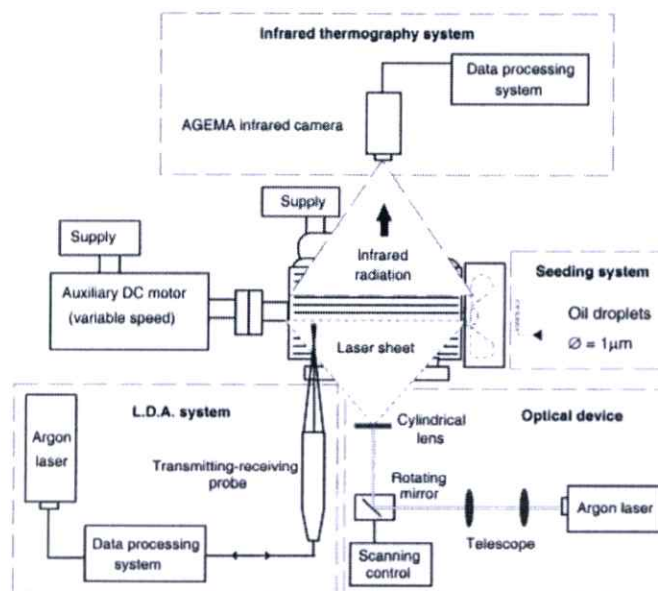 Infrared thermography system
Data processing
system
AGEMA infrared camera
Supply
Supply
Infrared
radiation
Auxiliary DC motor
(variable speed)
Seeding system
Oil droplets
Ø = 1μm
Laser sheet
L.D.A. system
Optical device
Argon
laser
Cylindrical
lens
Transmitting-receiving
probe
Rotating
mirror
Argon laser
Data processing
system
Telescope
Scanning
control